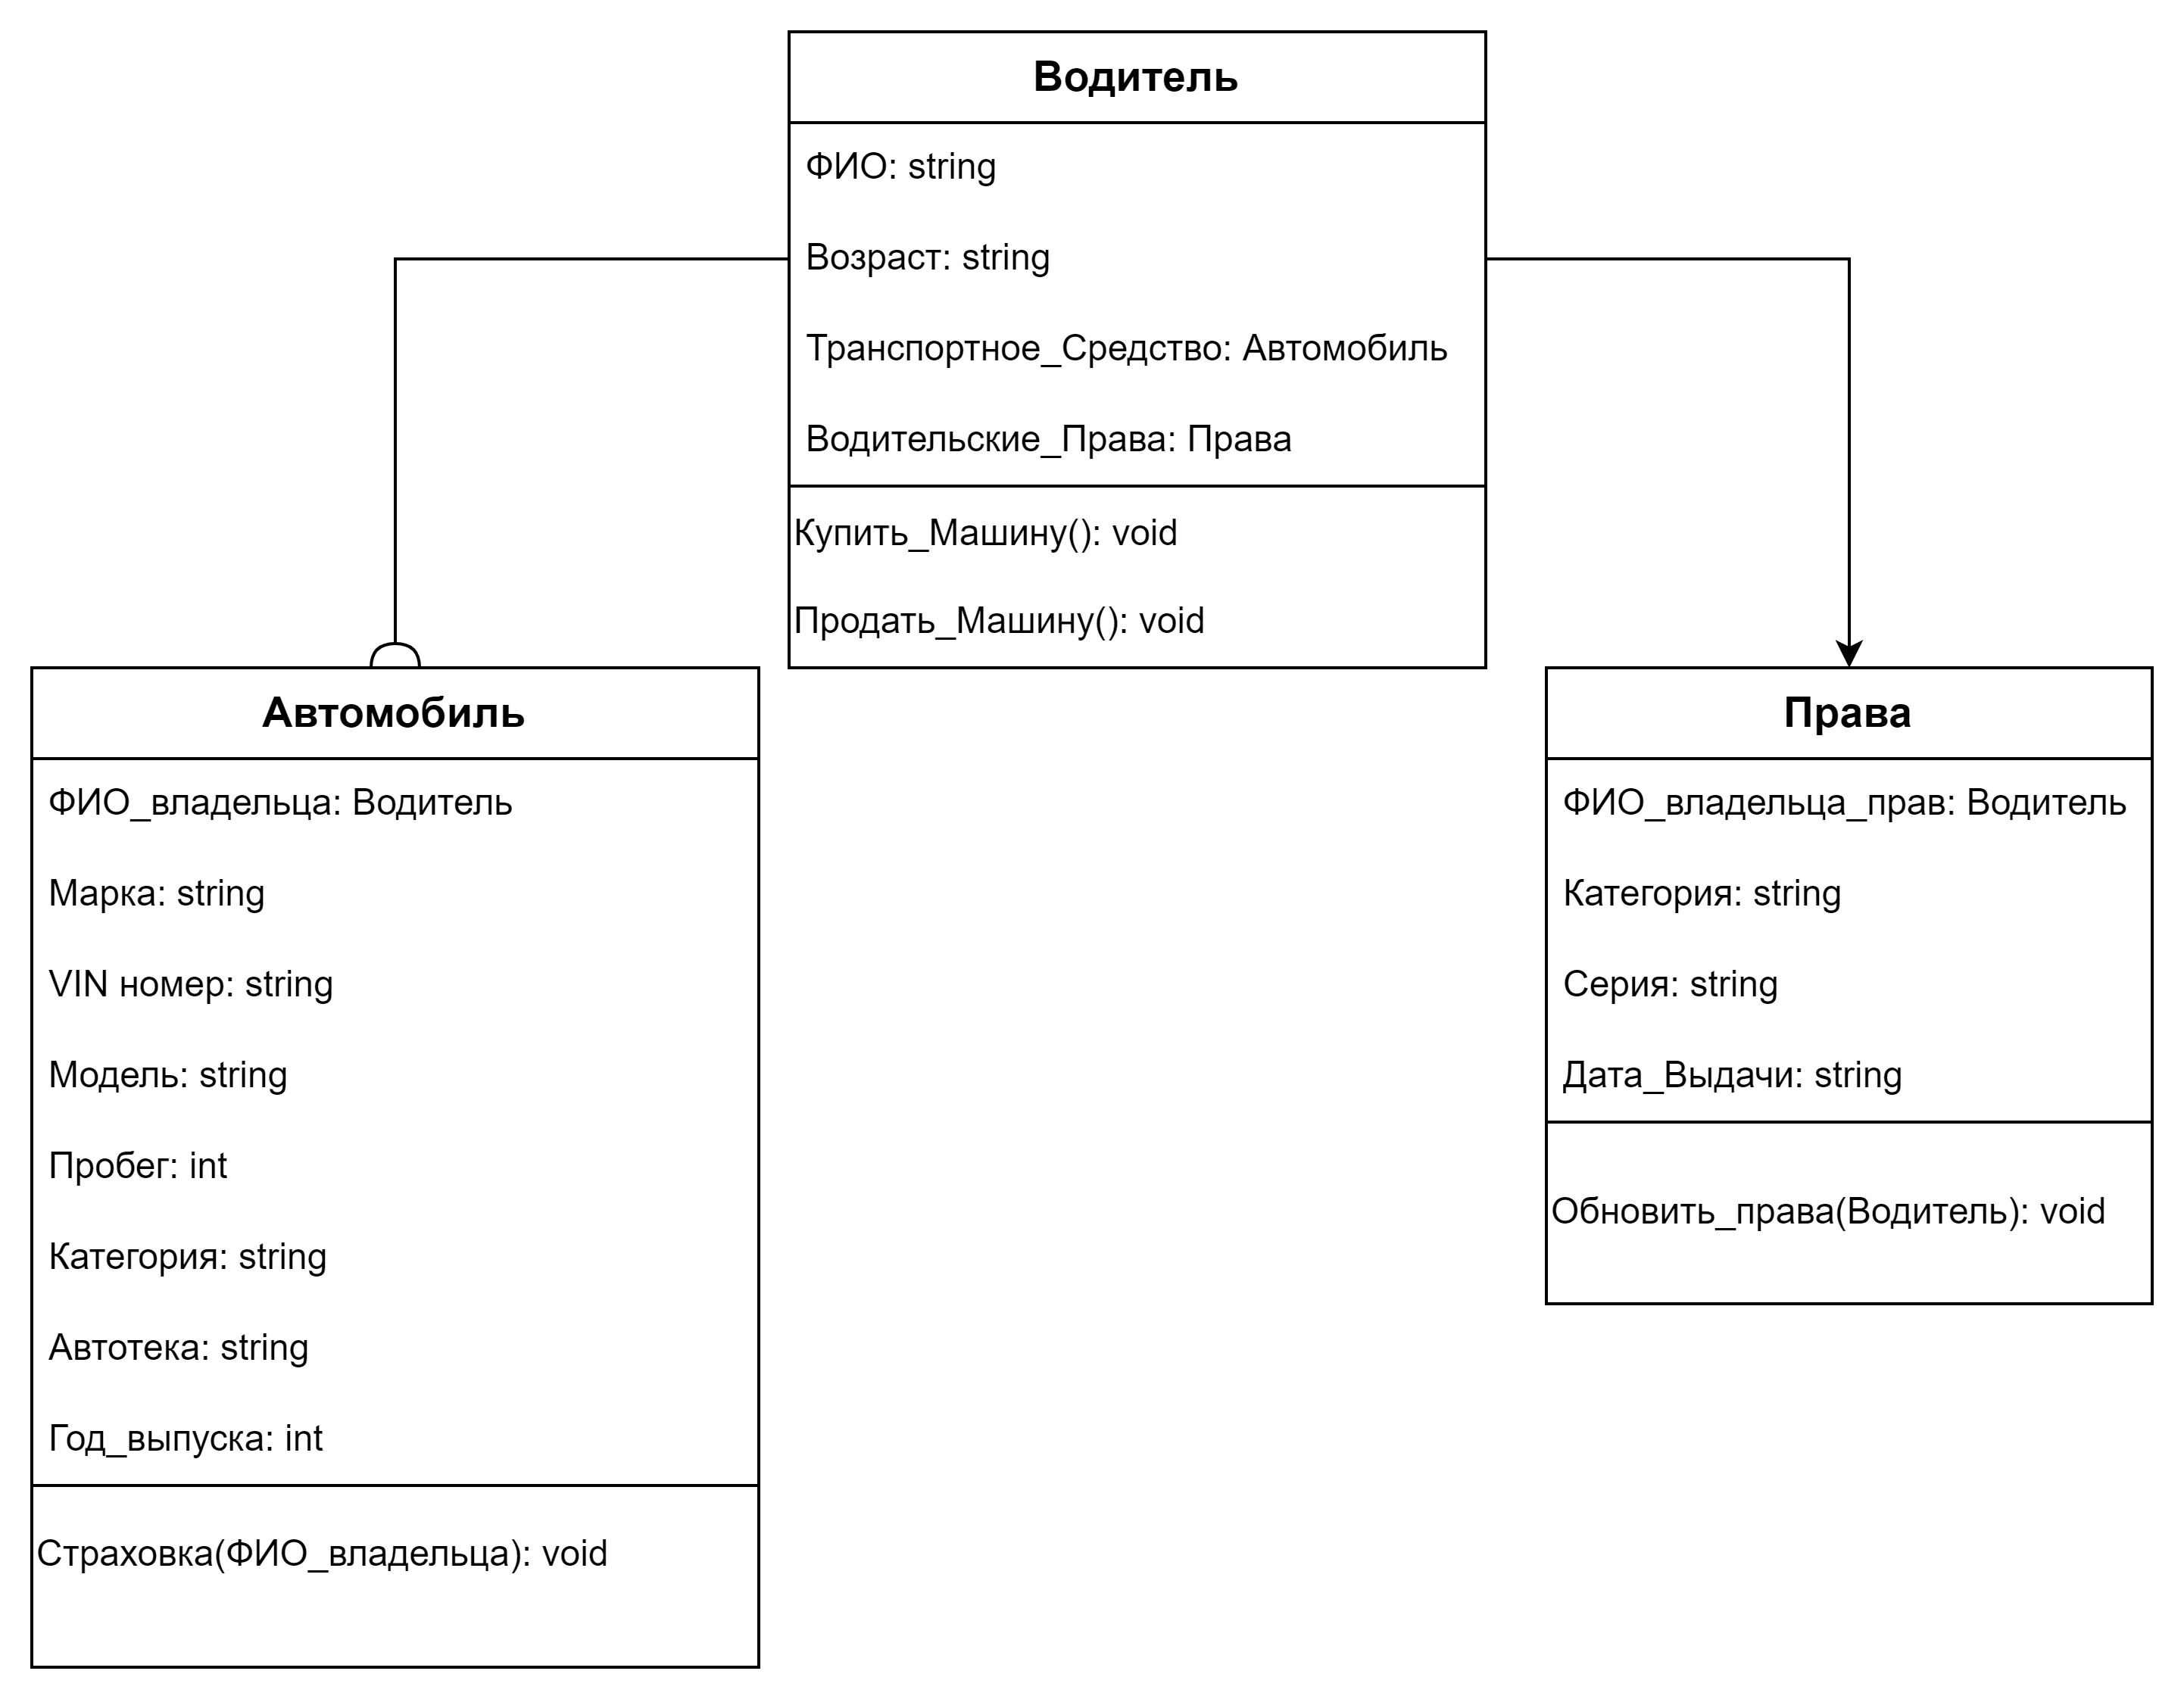 Водитель
ФИО: string
Возраст: string
Транспортное_Средство: Автомобиль
Водительские_Права: Права
Купить_Машину(): void
Продать_Машину(): void
Автомобиль
ФИО_владельца: Водитель
Марка: string
VIN номер: string
Модель: string
Пробег: int
Категория: string
Автотека: string
Год_выпуска: int
Страховка(ФИО_владельца): void
Права
ФИО_владельца_прав: Водитель
Категория: string
Серия: string
Дата_Выдачи: string
Обновить_права(Водитель): void